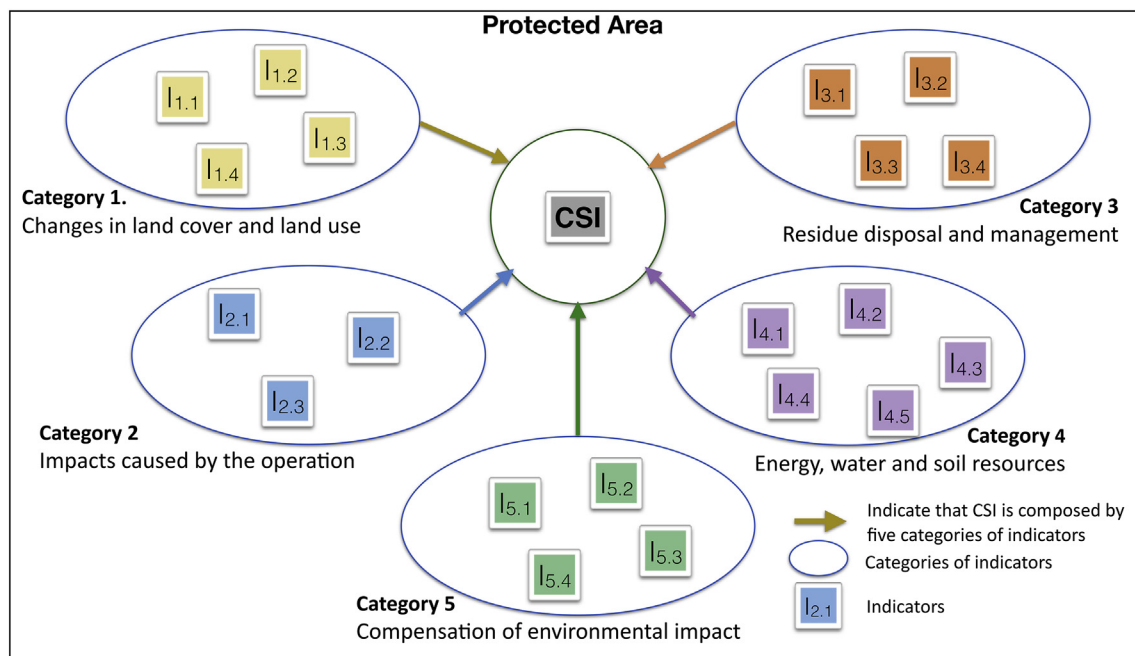 Protected Area
I1.1
I1.2
I1.3
I1.4
Category 1.
Changes in land cover and land use
CSI
I3.1
I3.2
I3.3
I3.4
Category 3
Residue disposal and management
I2.1
I2.2
I2.3
Category 2
Impacts caused by the operation
I4.1
I4.2
I4.3
I4.4
I4.5
Category 4
Energy, water and soil resources
I5.1
I5.2
I5.3
I5.4
Category 5
Compensation of environmental impact
Indicate that CSI is composed by
five categories of indicators
Categories of indicators
I2.1
Indicators